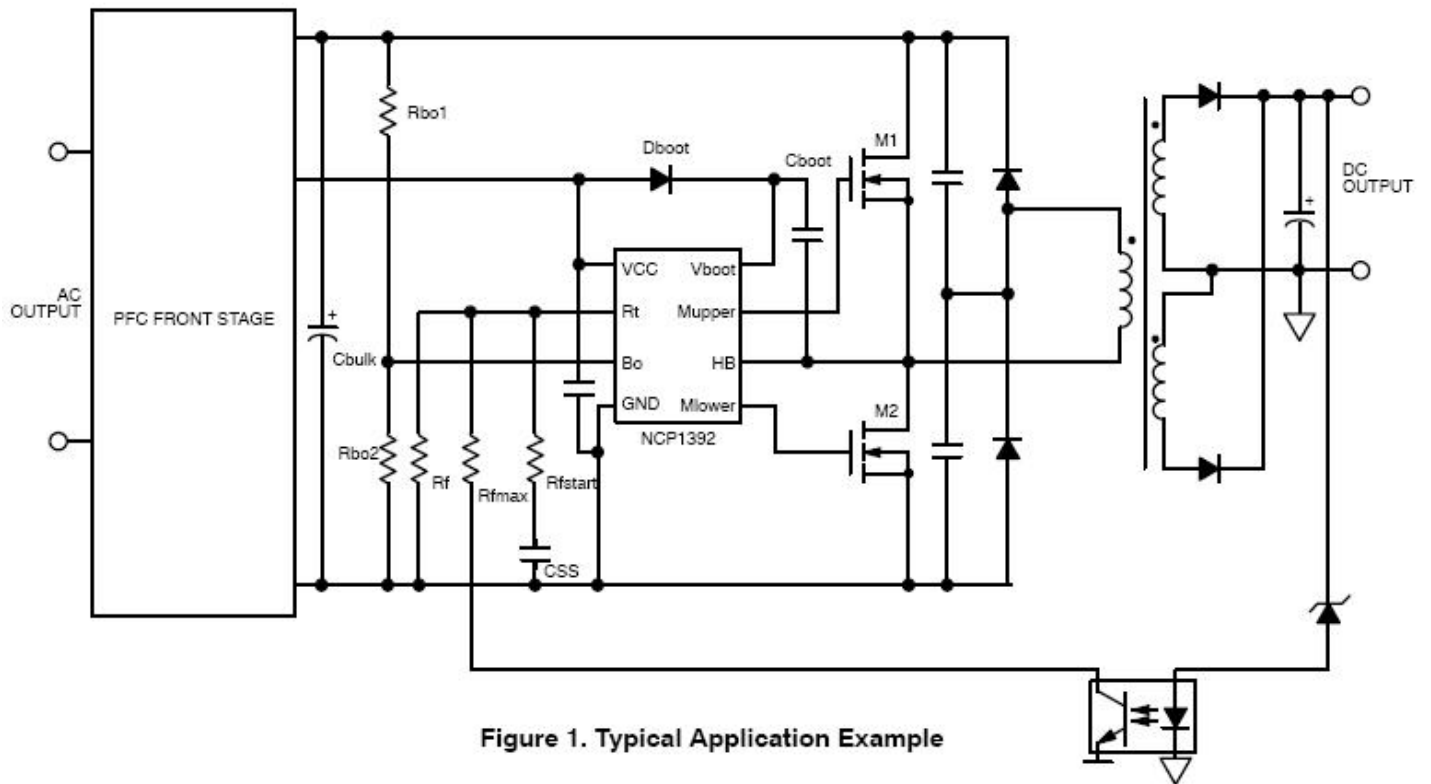 Rbo1
Dboot
Cboot
M1
DC
OUTPUT
VCC
Vboot
AC
OUTPUT
PFC FRONT STAGE
+
Rt
Mupper
+
Cbulk
Bo
HB
GND
Mlower
M2
NCP1392
Rbo2
Rf
Rfmax
Rfstart
CSS
Figure 1. Typical Application Example